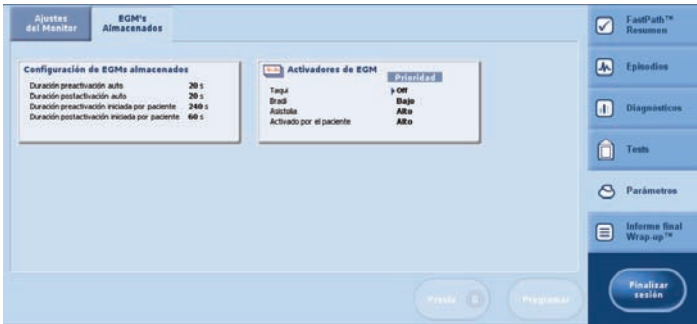 Ajustes
del Monitor
EGM's
Almacenados
Configuración de EGMs almacenados
Duración preactivación auto 20 s
Duración postactivación auto 20 s
Duración preactivación iniciada por paciente 240 s
Duración postactivación iniciada por paciente 60 s
Activadores de EGM
Prioridad
Taqui Off
Bradi Bajo
Asistolia Alto
Activado por el paciente Alto
Previo 0
Programar
FastPath™
Resumen
Episodios
Diagnósticos
Tests
Parámetros
Informe final
Wrap-up™
Finalizar
sesión